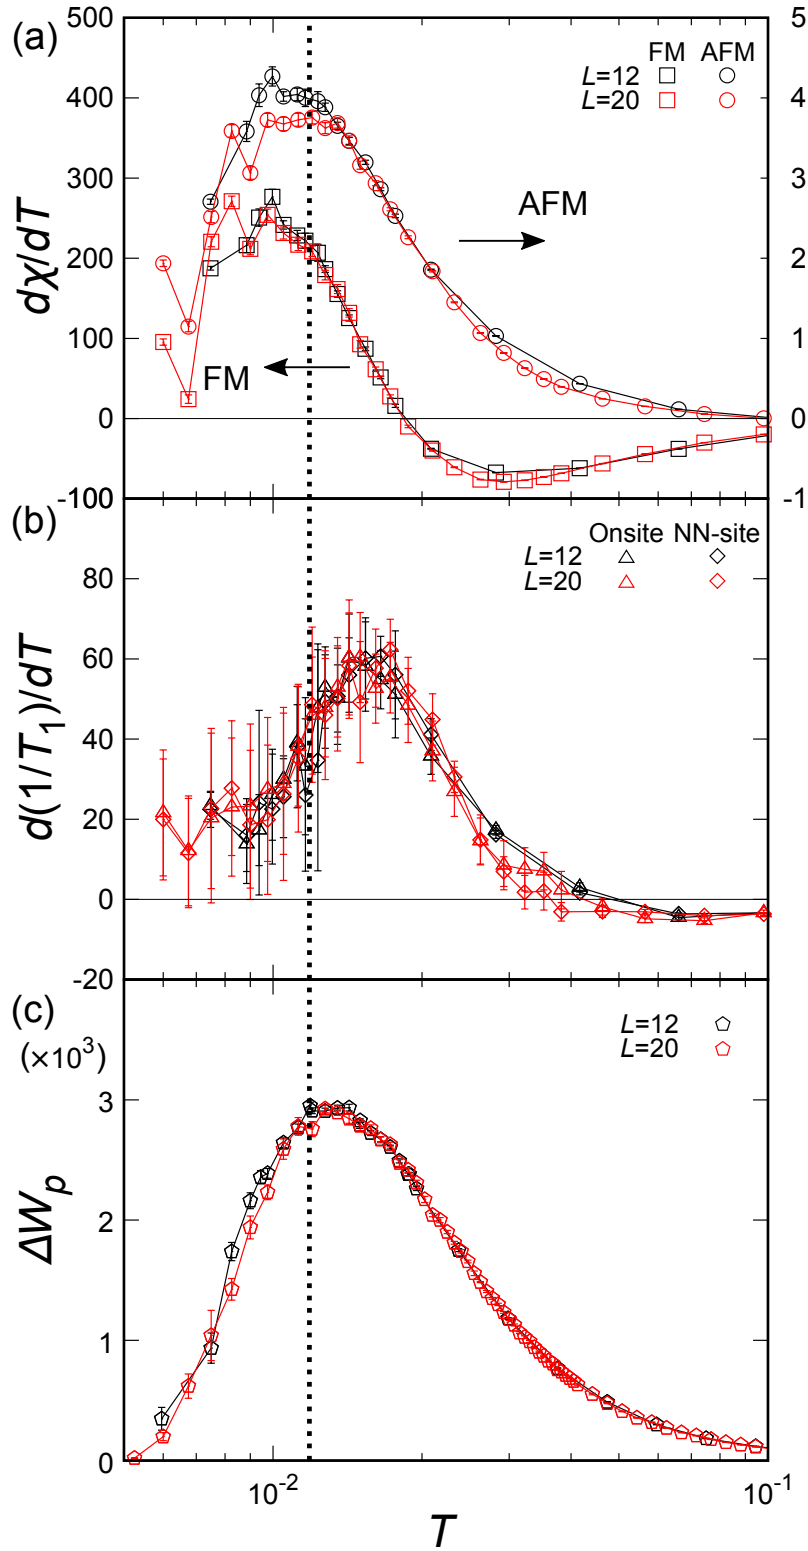 (a)
500
400
300
200
100
0
-100
5
4
3
2
1
0
-1
dχ/dT
FM AFM
L=12
L=20
AFM
FM
(b)
80
60
40
20
0
-20
d(1/T₁)/dT
Onsite NN-site
L=12
L=20
(c)
(×10³)
3
2
1
0
ΔWₚ
L=12
L=20
10⁻² 10⁻¹
T